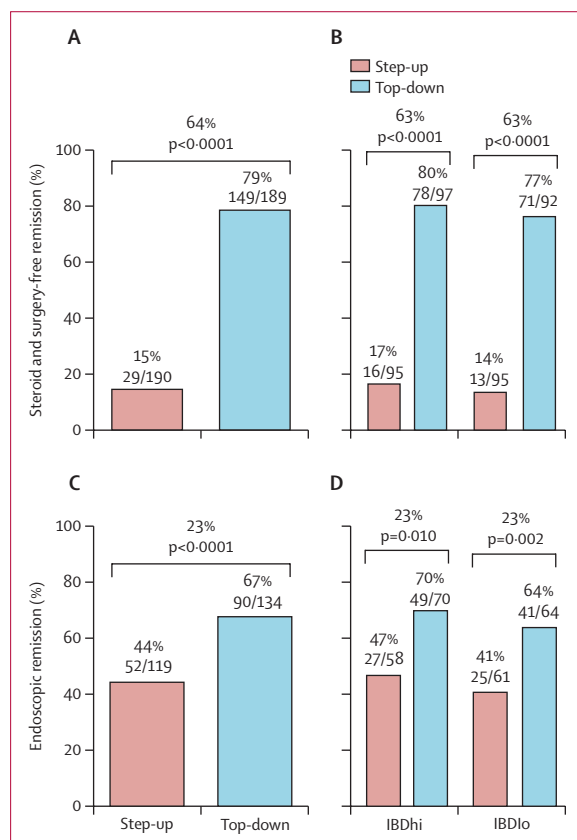 A
B
Step-up
Top-down
64%
p<0·0001
63%
p<0·0001
63%
p<0·0001
Steroid and surgery-free remission (%)
100
80
60
40
20
0
15%
29/190
79%
149/189
17%
16/95
80%
78/97
14%
13/95
77%
71/92
C
D
23%
p<0·0001
23%
p=0·010
23%
p=0·002
Endoscopic remission (%)
100
80
60
40
20
0
44%
52/119
67%
90/134
47%
27/58
70%
49/70
41%
25/61
64%
41/64
Step-up
Top-down
IBDhi
IBDlo